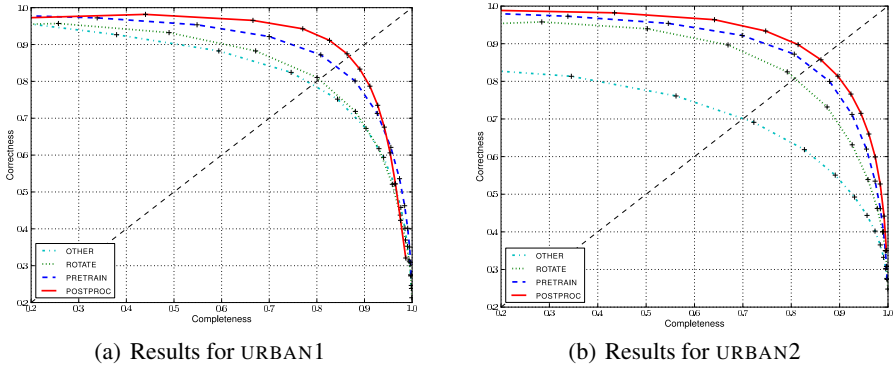 1.0
0.9
0.8
0.7
0.6
0.5
0.4
0.3
0.2
Correctness
OTHER
ROTATE
PRETRAIN
POSTPROC
0.2 0.3 0.4 0.5 0.6 0.7 0.8 0.9 1.0
Completeness
(a) Results for URBAN1
1.0
0.9
0.8
0.7
0.6
0.5
0.4
0.3
0.2
Correctness
OTHER
ROTATE
PRETRAIN
POSTPROC
0.2 0.3 0.4 0.5 0.6 0.7 0.8 0.9 1.0
Completeness
(b) Results for URBAN2